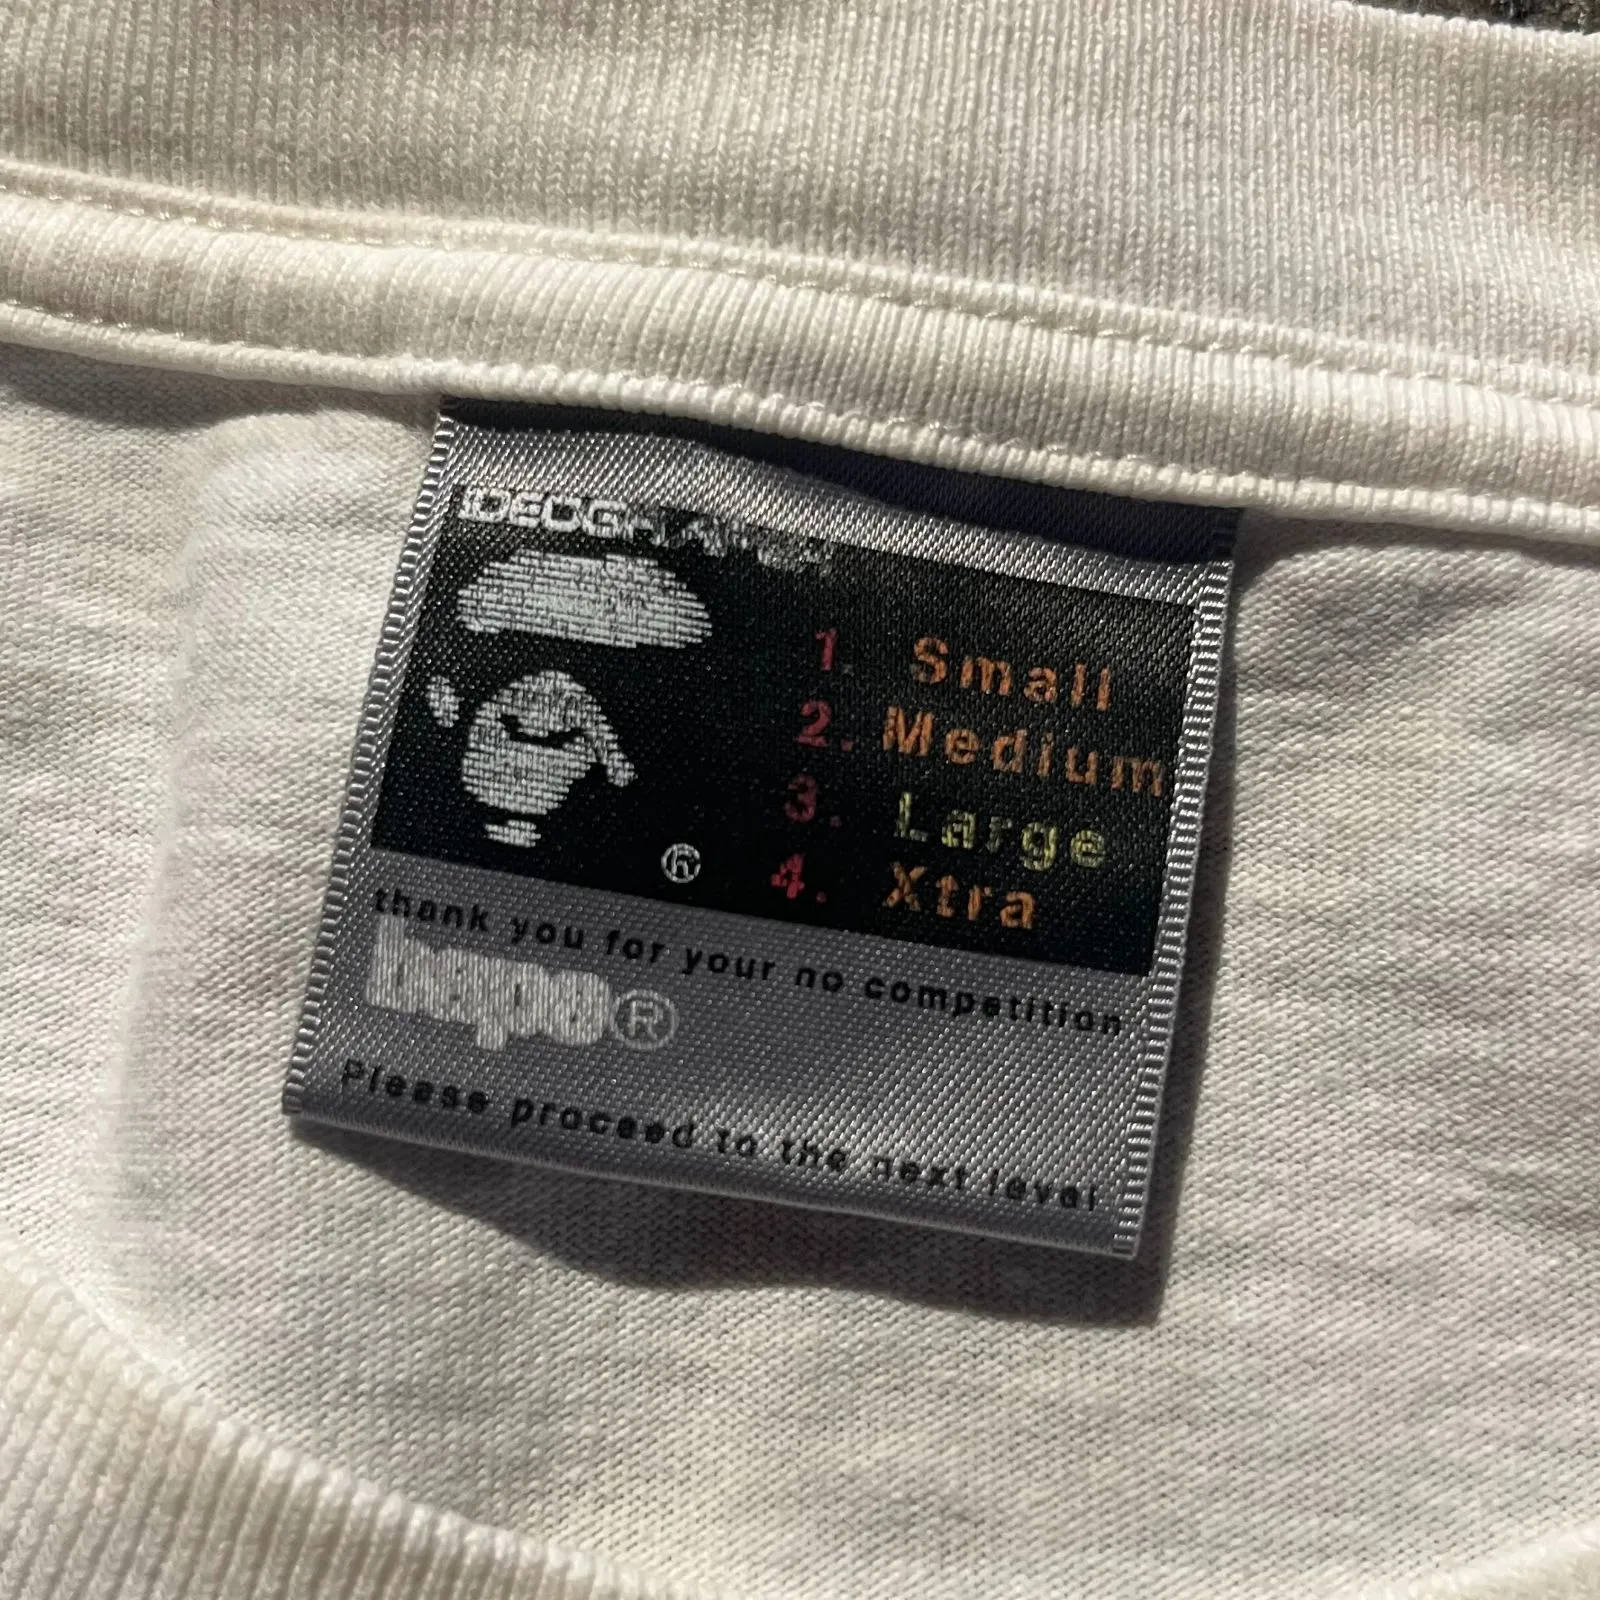 1. Small
2. Medium
3. Large
4. Xtra
®
thank you for your no competition
bape®
Please proceed to the next level